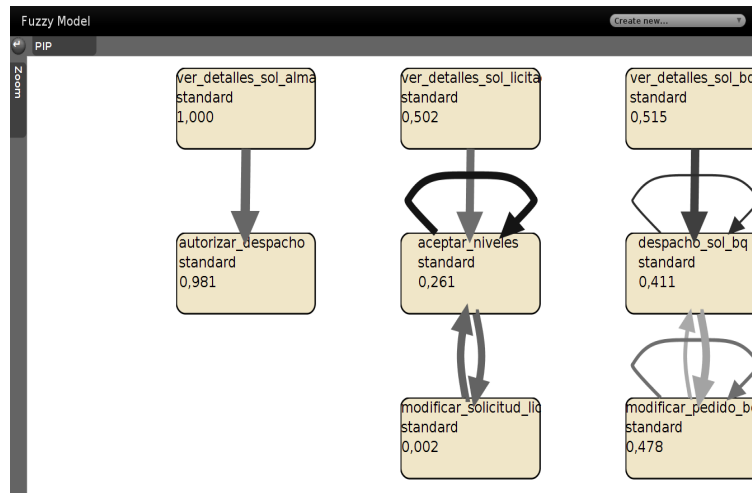 Fuzzy Model
Create new...
PIP
Zoom
ver_detalles_sol_alma
standard
1,000
ver_detalles_sol_licita
standard
0,502
ver_detalles_sol_bo
standard
0,515
autorizar_despacho
standard
0,981
aceptar_niveles
standard
0,261
despacho_sol_bq
standard
0,411
modificar_solicitud_lic
standard
0,002
modificar_pedido_b
standard
0,478